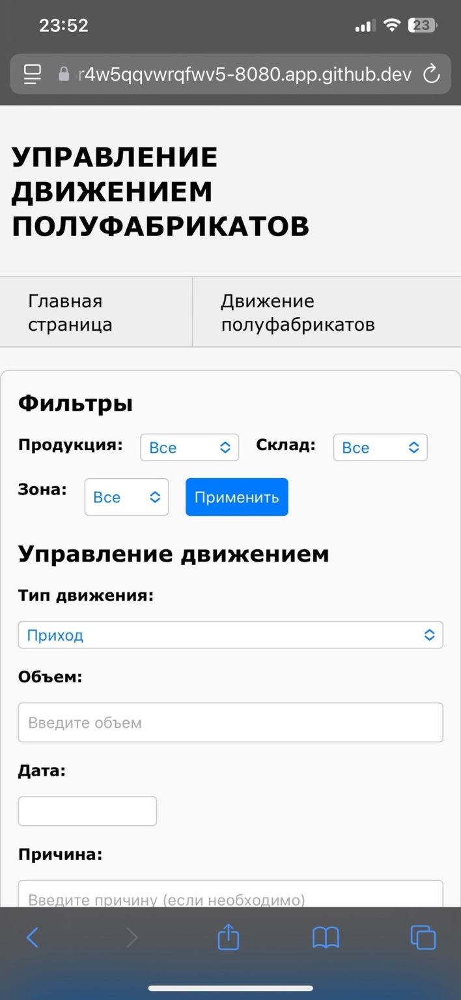 23:52
23
r4w5qqvwrqfwv5-8080.app.github.dev
УПРАВЛЕНИЕ
ДВИЖЕНИЕМ
ПОЛУФАБРИКАТОВ
Главная
страница
Движение
полуфабрикатов
Фильтры
Продукция: Все Склад: Все
Зона: Все Применить
Управление движением
Тип движения:
Приход
Объем:
Введите объем
Дата:
Причина:
Введите причину (если необходимо)